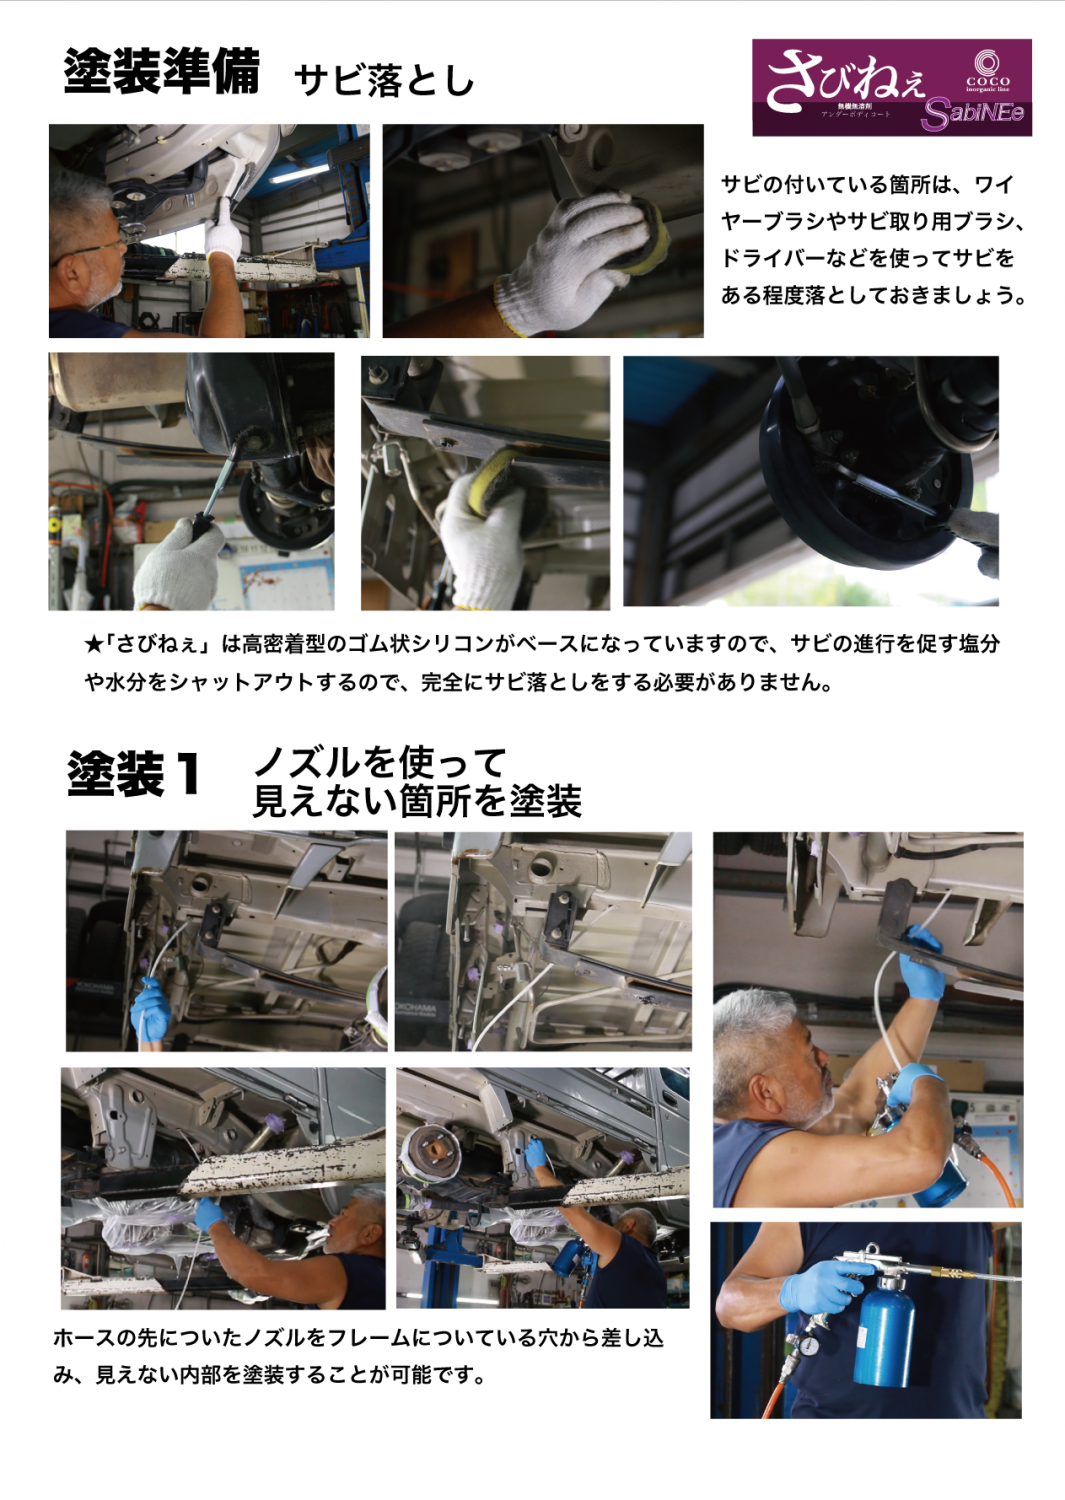 塗装準備 サビ落とし
さびねぇ
無機無溶剤
アンダーボディコート
COCO
inorganic line
SabiNEe
サビの付いている箇所は、ワイ
ヤーブラシやサビ取り用ブラシ、
ドライバーなどを使ってサビを
ある程度落としておきましょう。
★「さびねぇ」は高密着型のゴム状シリコンがベースになっていますので、サビの進行を促す塩分
や水分をシャットアウトするので、完全にサビ落としをする必要がありません。
塗装1
ノズルを使って
見えない箇所を塗装
YOKOHAMA
YOKOHAMA
ホースの先についたノズルをフレームについている穴から差し込
み、見えない内部を塗装することが可能です。